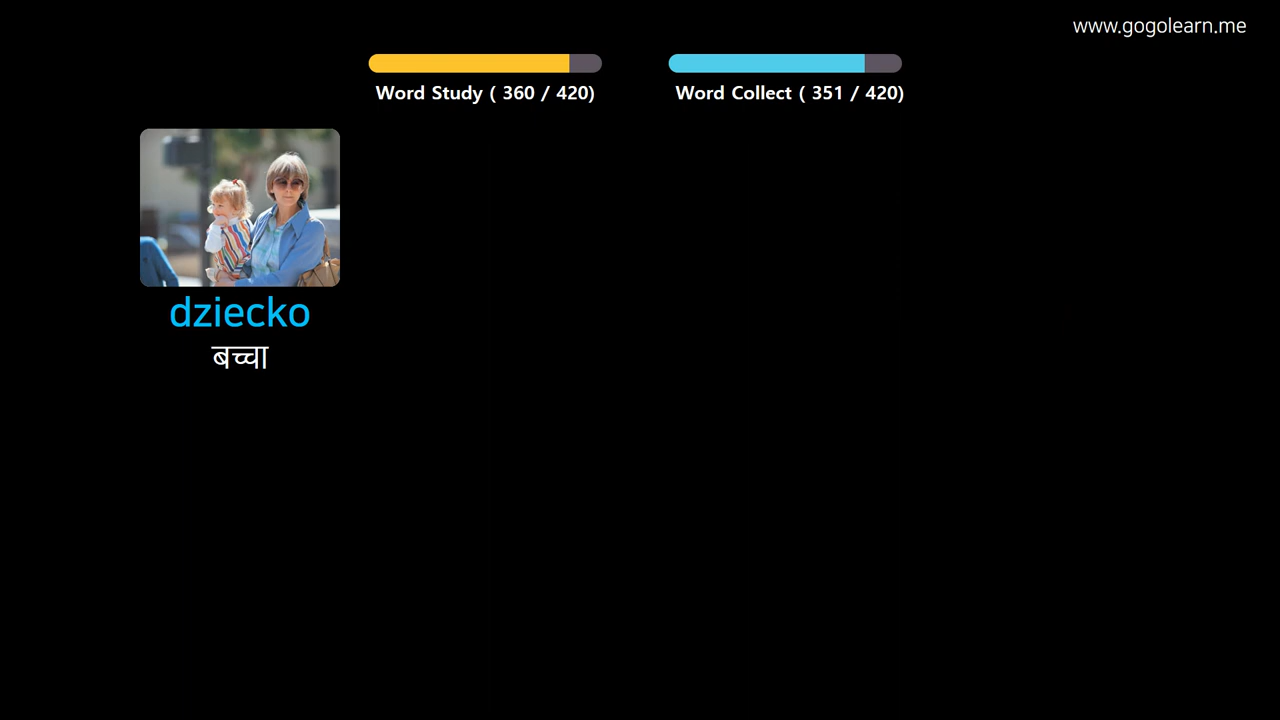 www.gogolearn.me
Word Study ( 360 / 420)
Word Collect ( 351 / 420)
dziecko
बच्चा